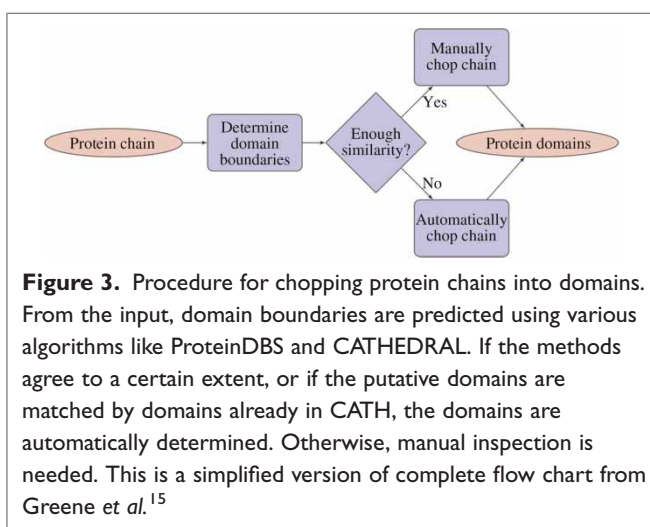 Manually
chop chain
Yes
Protein chain
Determine
domain
boundaries
Enough
similarity?
Protein domains
No
Automatically
chop chain
Figure 3. Procedure for chopping protein chains into domains.
From the input, domain boundaries are predicted using various
algorithms like ProteinDBS and CATHEDRAL. If the methods
agree to a certain extent, or if the putative domains are
matched by domains already in CATH, the domains are
automatically determined. Otherwise, manual inspection is
needed. This is a simplified version of complete flow chart from
Greene et al.15